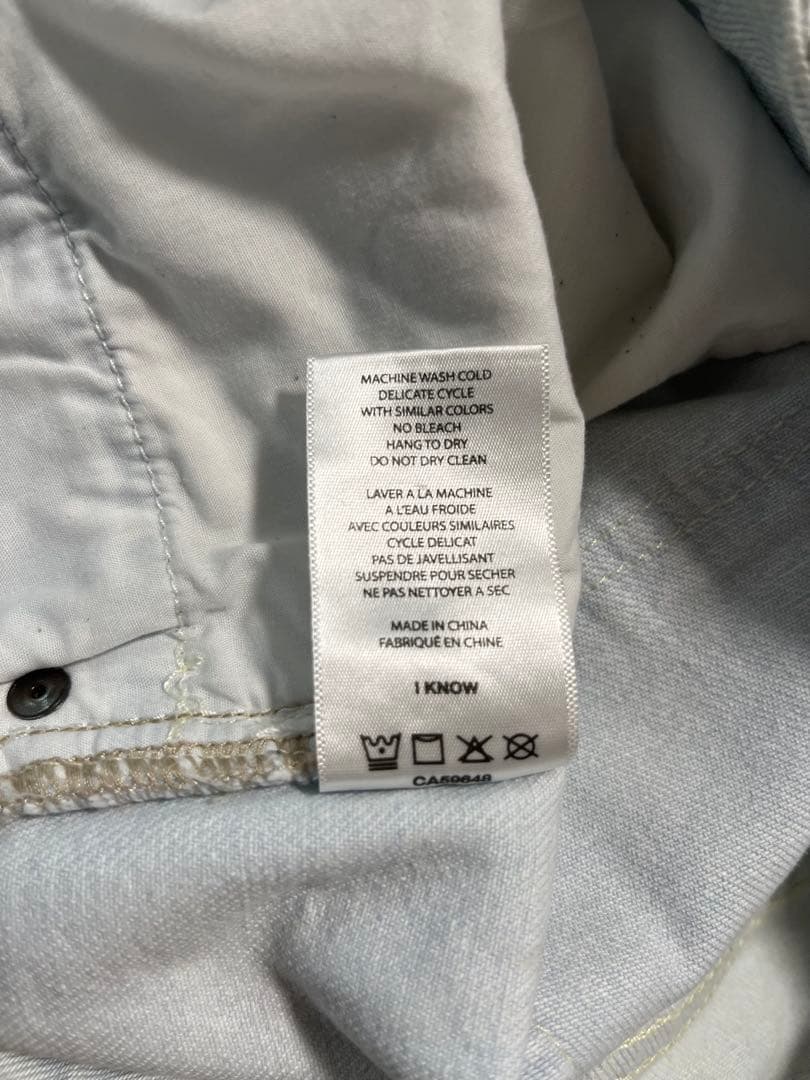 MACHINE WASH COLD
DELICATE CYCLE
WITH SIMILAR COLORS
NO BLEACH
HANG TO DRY
DO NOT DRY CLEAN
LAVER A LA MACHINE
A L'EAU FROIDE
AVEC COULEURS SIMILAIRES
CYCLE DELICAT
PAS DE JAVELLISANT
SUSPENDRE POUR SECHER
NE PAS NETTOYER A SEC
MADE IN CHINA
FABRIQUÉ EN CHINE
I KNOW
CA59648